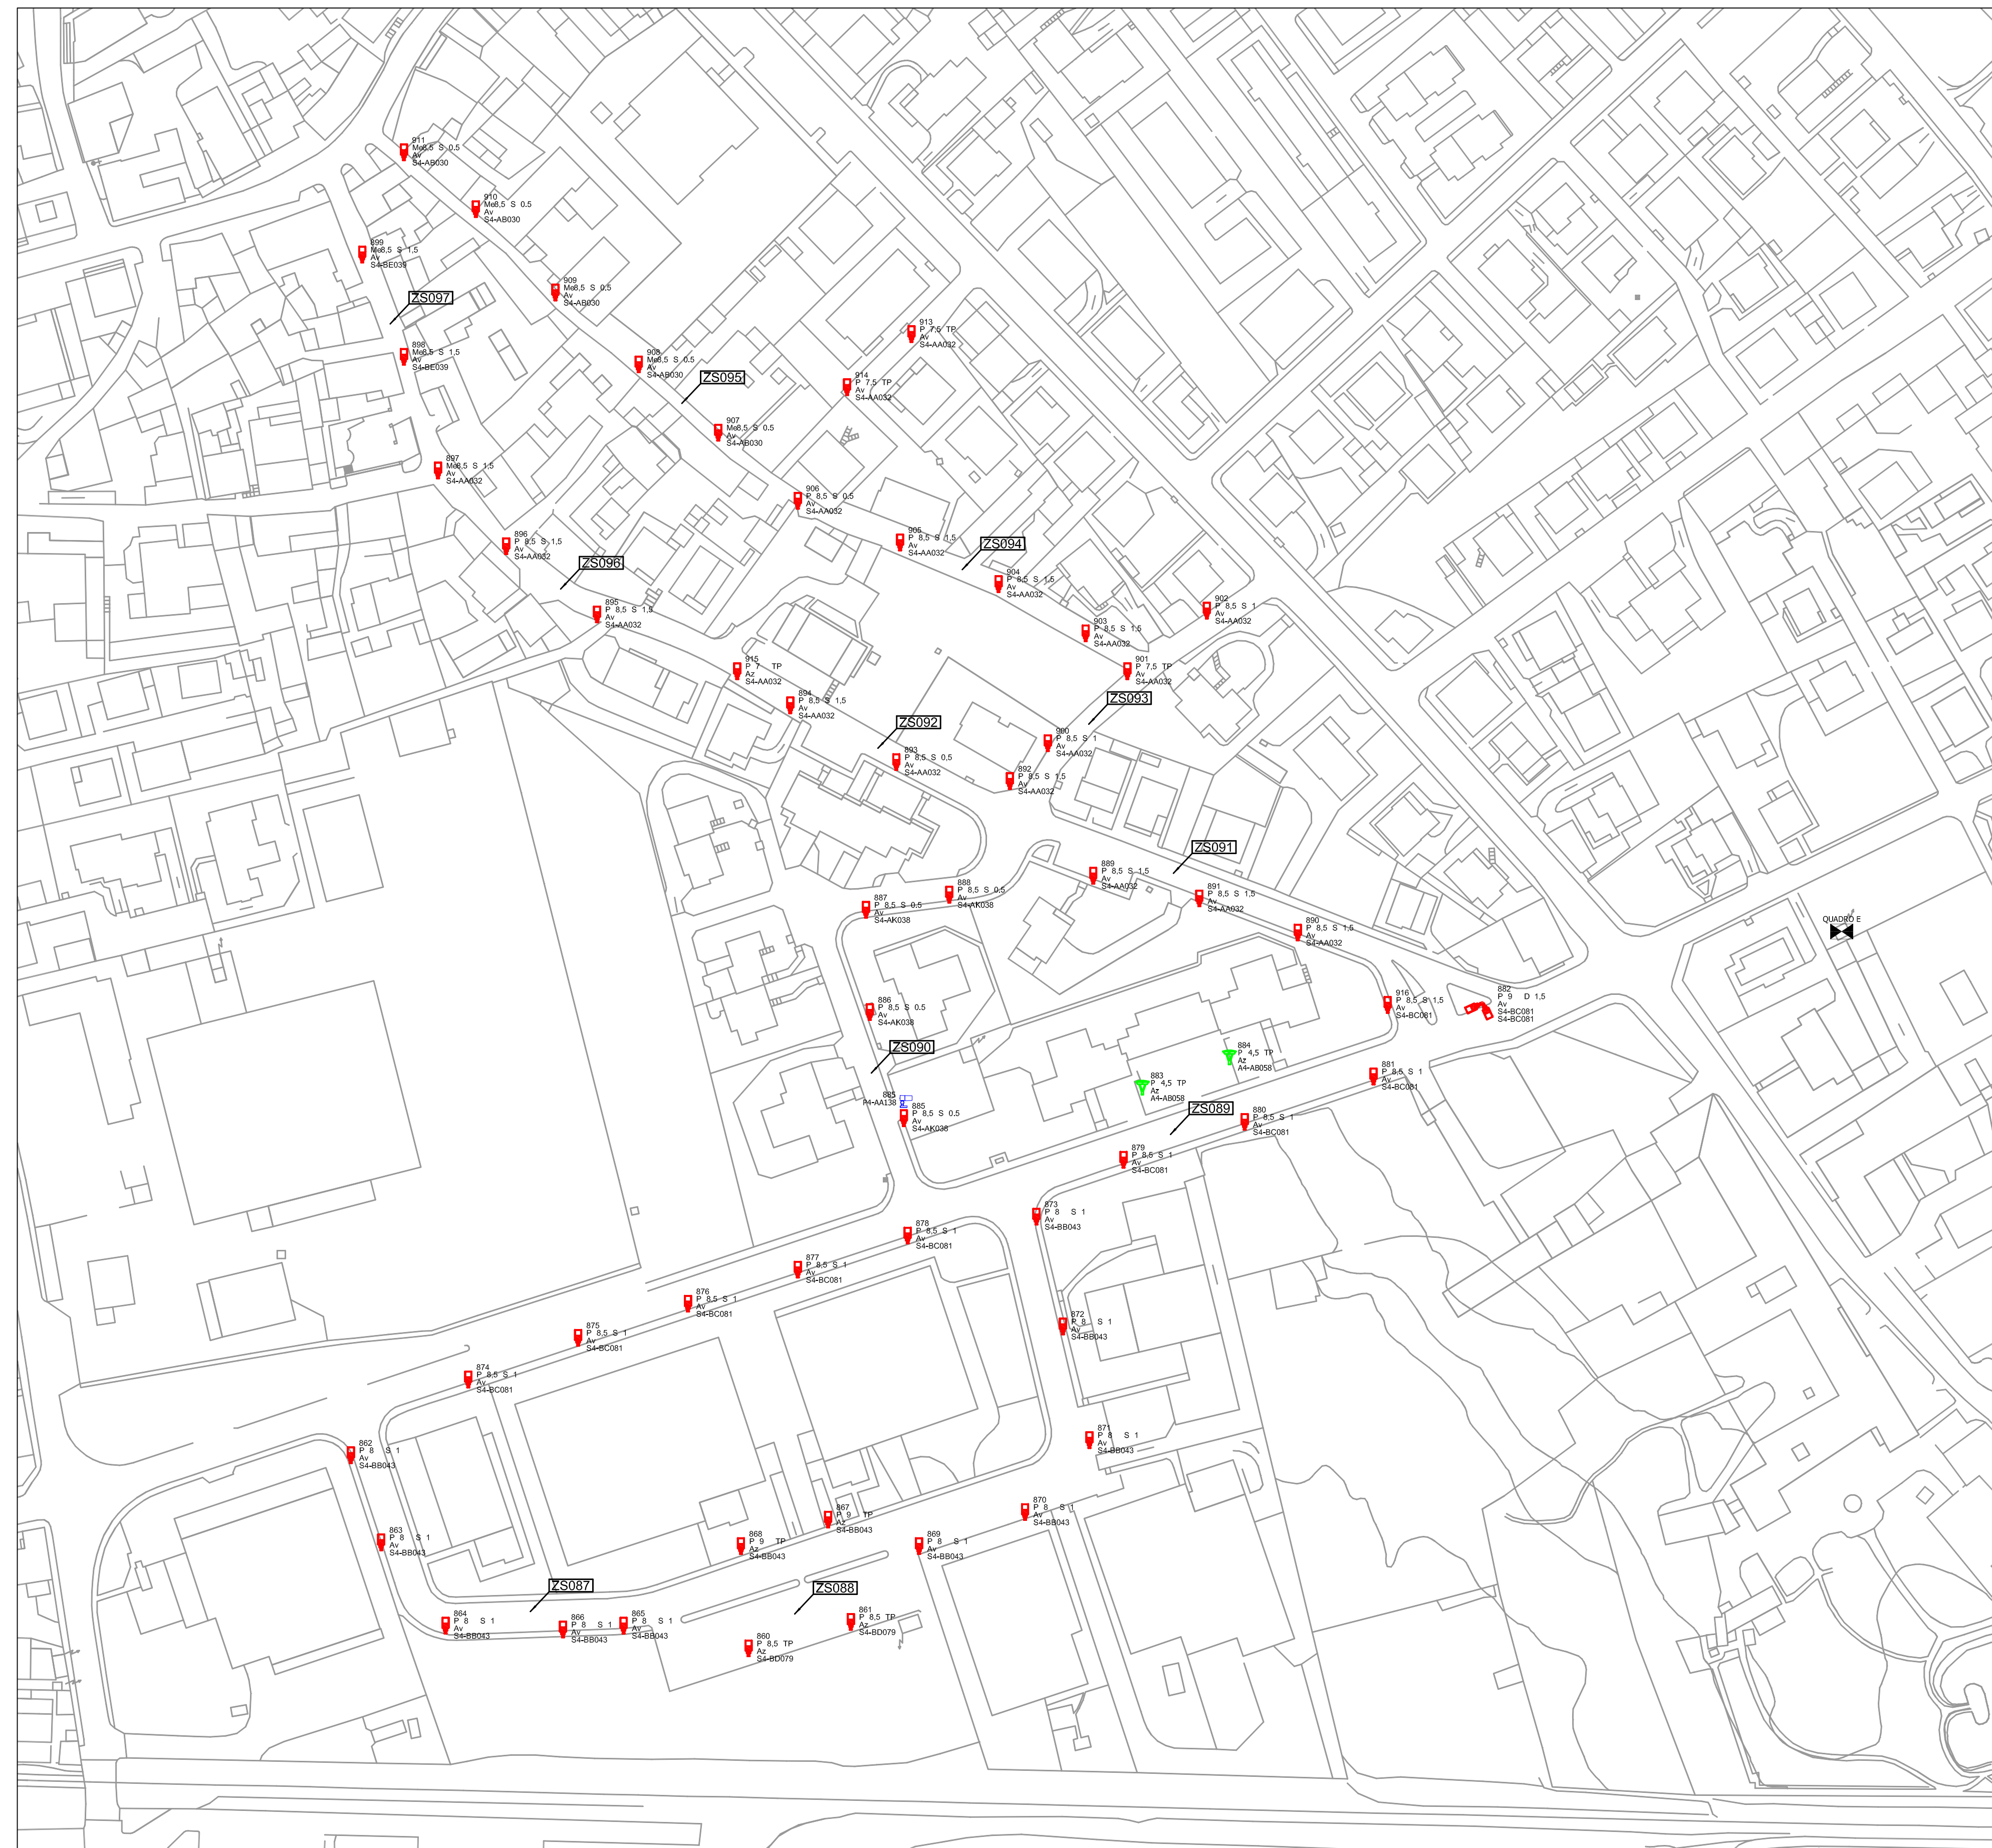 911
Me8,5 S 0.5
Av
S4-AB030
910
Me8,5 S 0.5
Av
S4-AB030
899
Me8,5 S 1,5
Av
S4-BE039
ZS097
909
Me8,5 S 0,5
Av
S4-AB030
898
Me8,5 S 1,5
Av
S4-BE039
908
Me8,5 S 0.5
Av
S4-AB030
ZS095
913
P 7,5 TP
Av
S4-AA032
914
P 7,5 TP
Av
S4-AA032
907
Me8,5 S 0.5
Av
S4-AB030
897
Me8,5 S 1,5
Av
S4-AA032
906
P 8,5 S 0,5
Av
S4-AA032
896
P 8,5 S 1,5
Av
S4-AA032
905
P 8,5 S 1,5
Av
S4-AA032
ZS094
ZS096
904
P 8,5 S 1,5
Av
S4-AA032
895
P 8,5 S 1,5
Av
S4-AA032
902
P 8,5 S 1
Av
S4-AA032
903
P 8,5 S 1,5
Av
S4-AA032
915
P 7 TP
Az
S4-AA032
901
P 7,5 TP
Av
S4-AA032
894
P 8,5 S 1,5
Av
S4-AA032
ZS093
ZS092
900
P 8,5 S 1
Av
S4-AA032
893
P 8,5 S 0,5
Av
S4-AA032
892
P 8,5 S 1,5
Av
S4-AA032
ZS091
889
P 8,5 S 1,5
Av
S4-AA032
888
P 8,5 S 0.5
Av
S4-AK038
891
P 8,5 S 1,5
Av
S4-AA032
887
P 8,5 S 0.5
Av
S4-AK038
890
P 8,5 S 1,5
Av
S4-AA032
QUADRO E
886
P 8,5 S 0.5
Av
S4-AK038
916
P 8,5 S 1,5
Av
S4-BC081
882
P 9 D 1,5
Av
S4-BC081
S4-BC081
ZS090
884
P 4,5 TP
Az
A4-AB058
883
P 4,5 TP
Az
A4-AB058
881
P 8,5 S 1
Av
S4-BC081
885
P4-AA138
885
P 8,5 S 0.5
Av
S4-AK038
ZS089
880
P 8,5 S 1
Av
S4-BC081
879
P 8,5 S 1
Av
S4-BC081
873
P 8 S 1
Av
S4-BB043
878
P 8,5 S 1
Av
S4-BC081
877
P 8,5 S 1
Av
S4-BC081
876
P 8,5 S 1
Av
S4-BC081
872
P 8 S 1
Av
S4-BB043
875
P 8,5 S 1
Av
S4-BC081
874
P 8,5 S 1
Av
S4-BC081
871
P 8 S 1
Av
S4-BB043
862
P 8 S 1
Av
S4-BB043
867
P 9 TP
Az
S4-BB043
870
P 8 S 1
Av
S4-BB043
863
P 8 S 1
Av
S4-BB043
868
P 9 TP
Az
S4-BB043
869
P 8 S 1
Av
S4-BB043
ZS087
ZS088
864
P 8 S 1
Av
S4-BB043
866
P 8 S 1
Av
S4-BB043
865
P 8 S 1
Av
S4-BB043
861
P 8,5 TP
Az
S4-BD079
860
P 8,5 TP
Az
S4-BD079